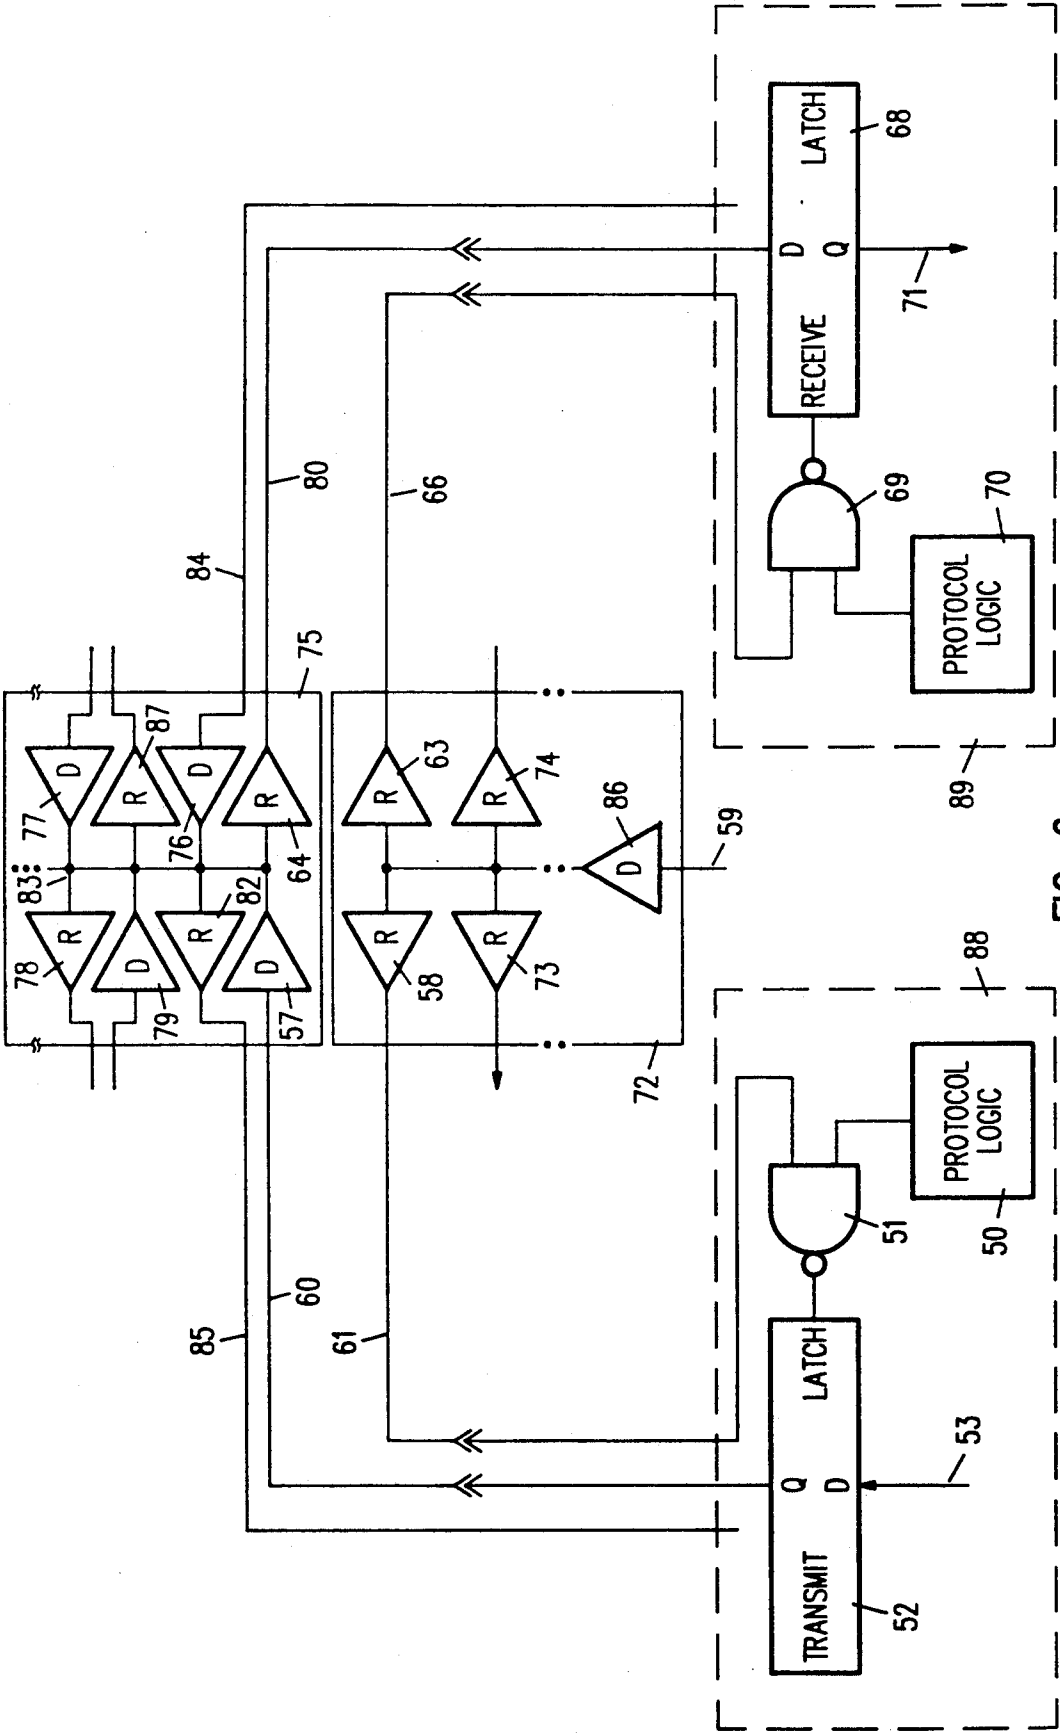 78
83
77
R
D
D
R
79
87
85
R
76
D
84
82
D
R
57
64
60
75
80
61
R
R
58
63
66
R
R
73
74
D
86
72
59
Q
D
TRANSMIT LATCH
RECEIVE LATCH
D
Q
52
51
69
68
71
53
88
89
PROTOCOL
LOGIC
50
PROTOCOL
LOGIC
70